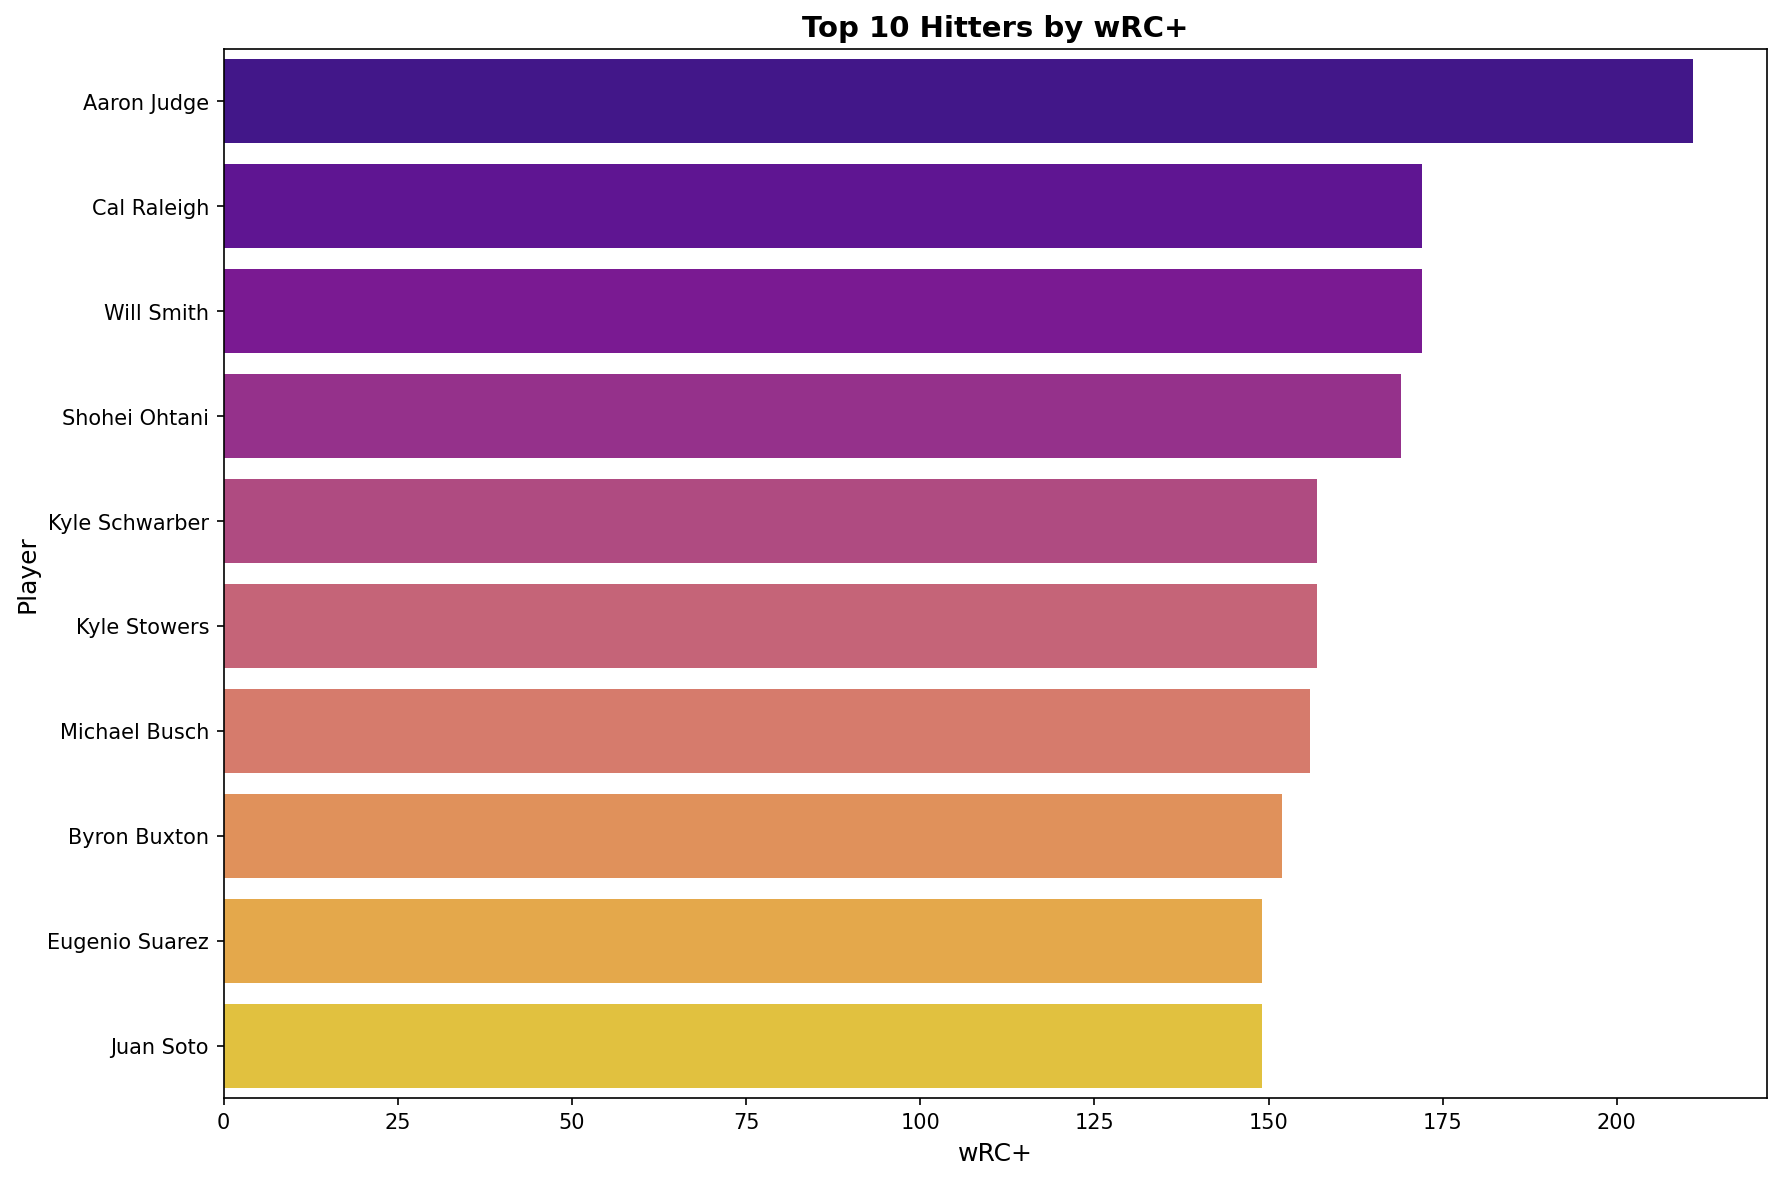 Top 10 Hitters by wRC+
Player
Aaron Judge
Cal Raleigh
Will Smith
Shohei Ohtani
Kyle Schwarber
Kyle Stowers
Michael Busch
Byron Buxton
Eugenio Suarez
Juan Soto
0 25 50 75 100 125 150 175 200
wRC+